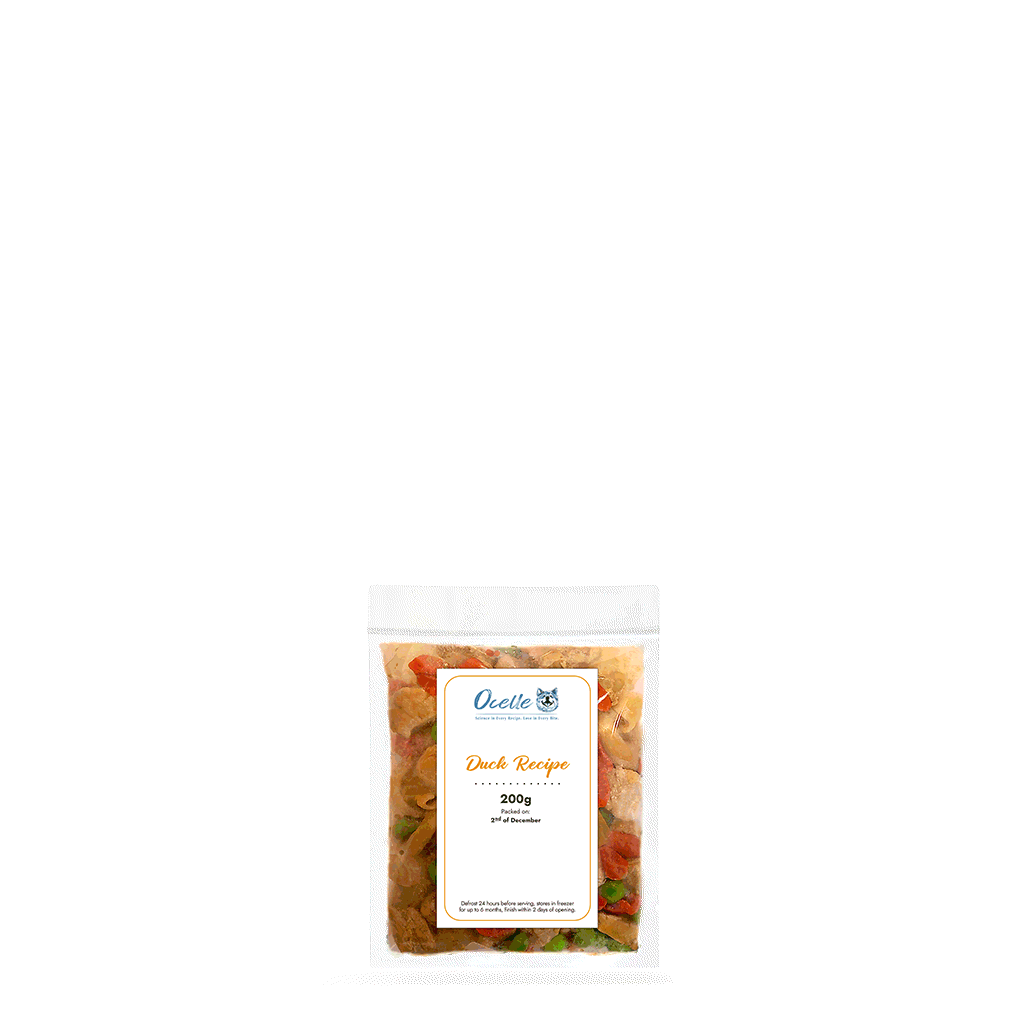 Ocelle
Science in Every Recipe. Love in Every Bite.
Duck Recipe
200g
Packed on:
2nd of December
Defrost 24 hours before serving, stores in freezer
for up to 6 months, finish within 2 days of opening.